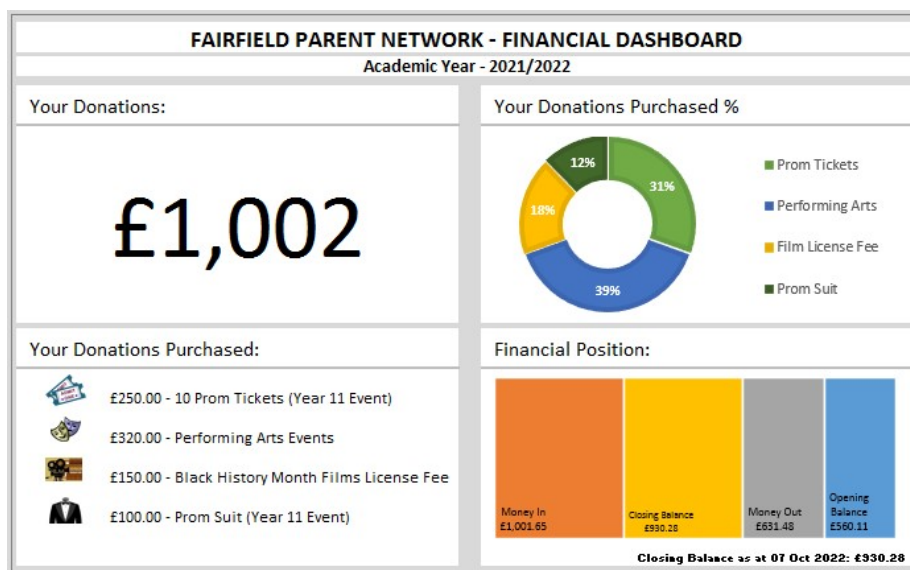 FAIRFIELD PARENT NETWORK - FINANCIAL DASHBOARD
Academic Year - 2021/2022
Your Donations:
£1,002
Your Donations Purchased %
12%
31%
18%
39%
Prom Tickets
Performing Arts
Film License Fee
Prom Suit
Your Donations Purchased:
£250.00 - 10 Prom Tickets (Year 11 Event)
£320.00 - Performing Arts Events
£150.00 - Black History Month Films License Fee
£100.00 - Prom Suit (Year 11 Event)
Financial Position:
Money In
£1,001.65
Closing Balance
£930.28
Money Out
£631.48
Opening
Balance
£560.11
Closing Balance as at 07 Oct 2022: £930.28